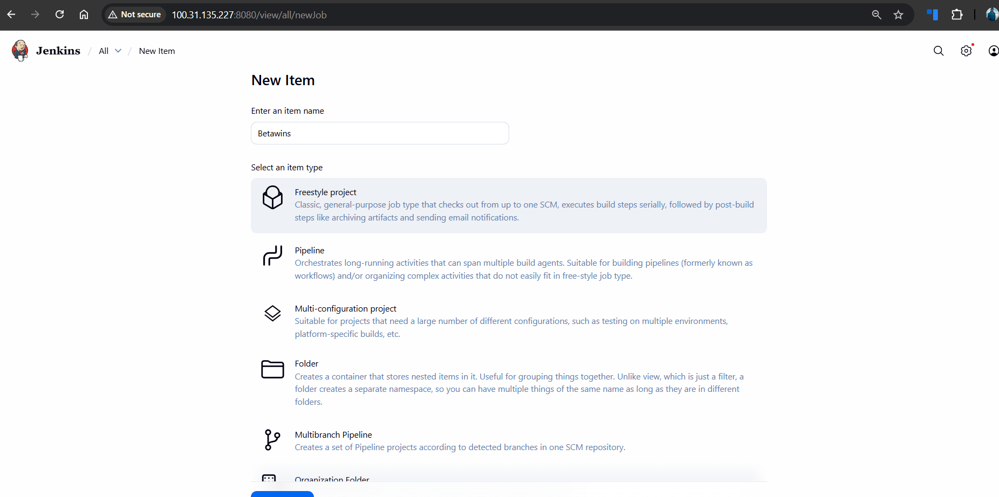 Not secure 100.31.135.227:8080/view/all/newJob
Jenkins / All / New Item
New Item
Enter an item name
Betawins
Select an item type
Freestyle project
Classic, general-purpose job type that checks out from up to one SCM, executes build steps serially, followed by post-build
steps like archiving artifacts and sending email notifications.
Pipeline
Orchestrates long-running activities that can span multiple build agents. Suitable for building pipelines (formerly known as
workflows) and/or organizing complex activities that do not easily fit in free-style job type.
Multi-configuration project
Suitable for projects that need a large number of different configurations, such as testing on multiple environments,
platform-specific builds, etc.
Folder
Creates a container that stores nested items in it. Useful for grouping things together. Unlike view, which is just a filter, a
folder creates a separate namespace, so you can have multiple things of the same name as long as they are in different
folders.
Multibranch Pipeline
Creates a set of Pipeline projects according to detected branches in one SCM repository.
Organization Folder